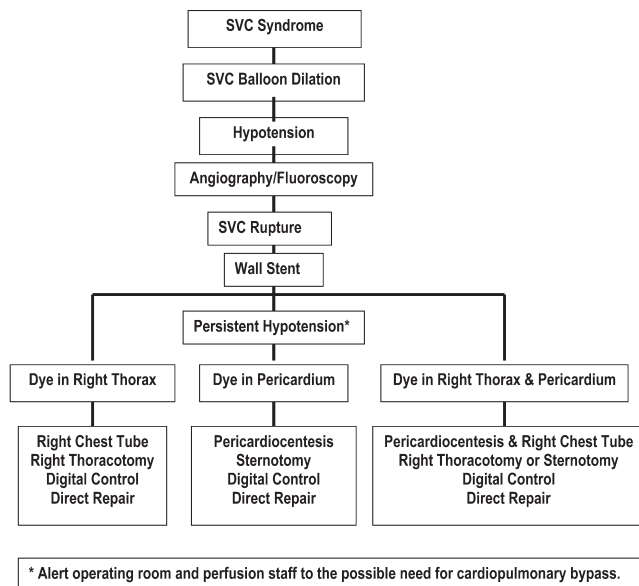 SVC Syndrome
SVC Balloon Dilation
Hypotension
Angiography/Fluoroscopy
SVC Rupture
Wall Stent
Persistent Hypotension*
Dye in Right Thorax
Dye in Pericardium
Dye in Right Thorax & Pericardium
Right Chest Tube
Right Thoracotomy
Digital Control
Direct Repair
Pericardiocentesis
Sternotomy
Digital Control
Direct Repair
Pericardiocentesis & Right Chest Tube
Right Thoracotomy or Sternotomy
Digital Control
Direct Repair
* Alert operating room and perfusion staff to the possible need for cardiopulmonary bypass.